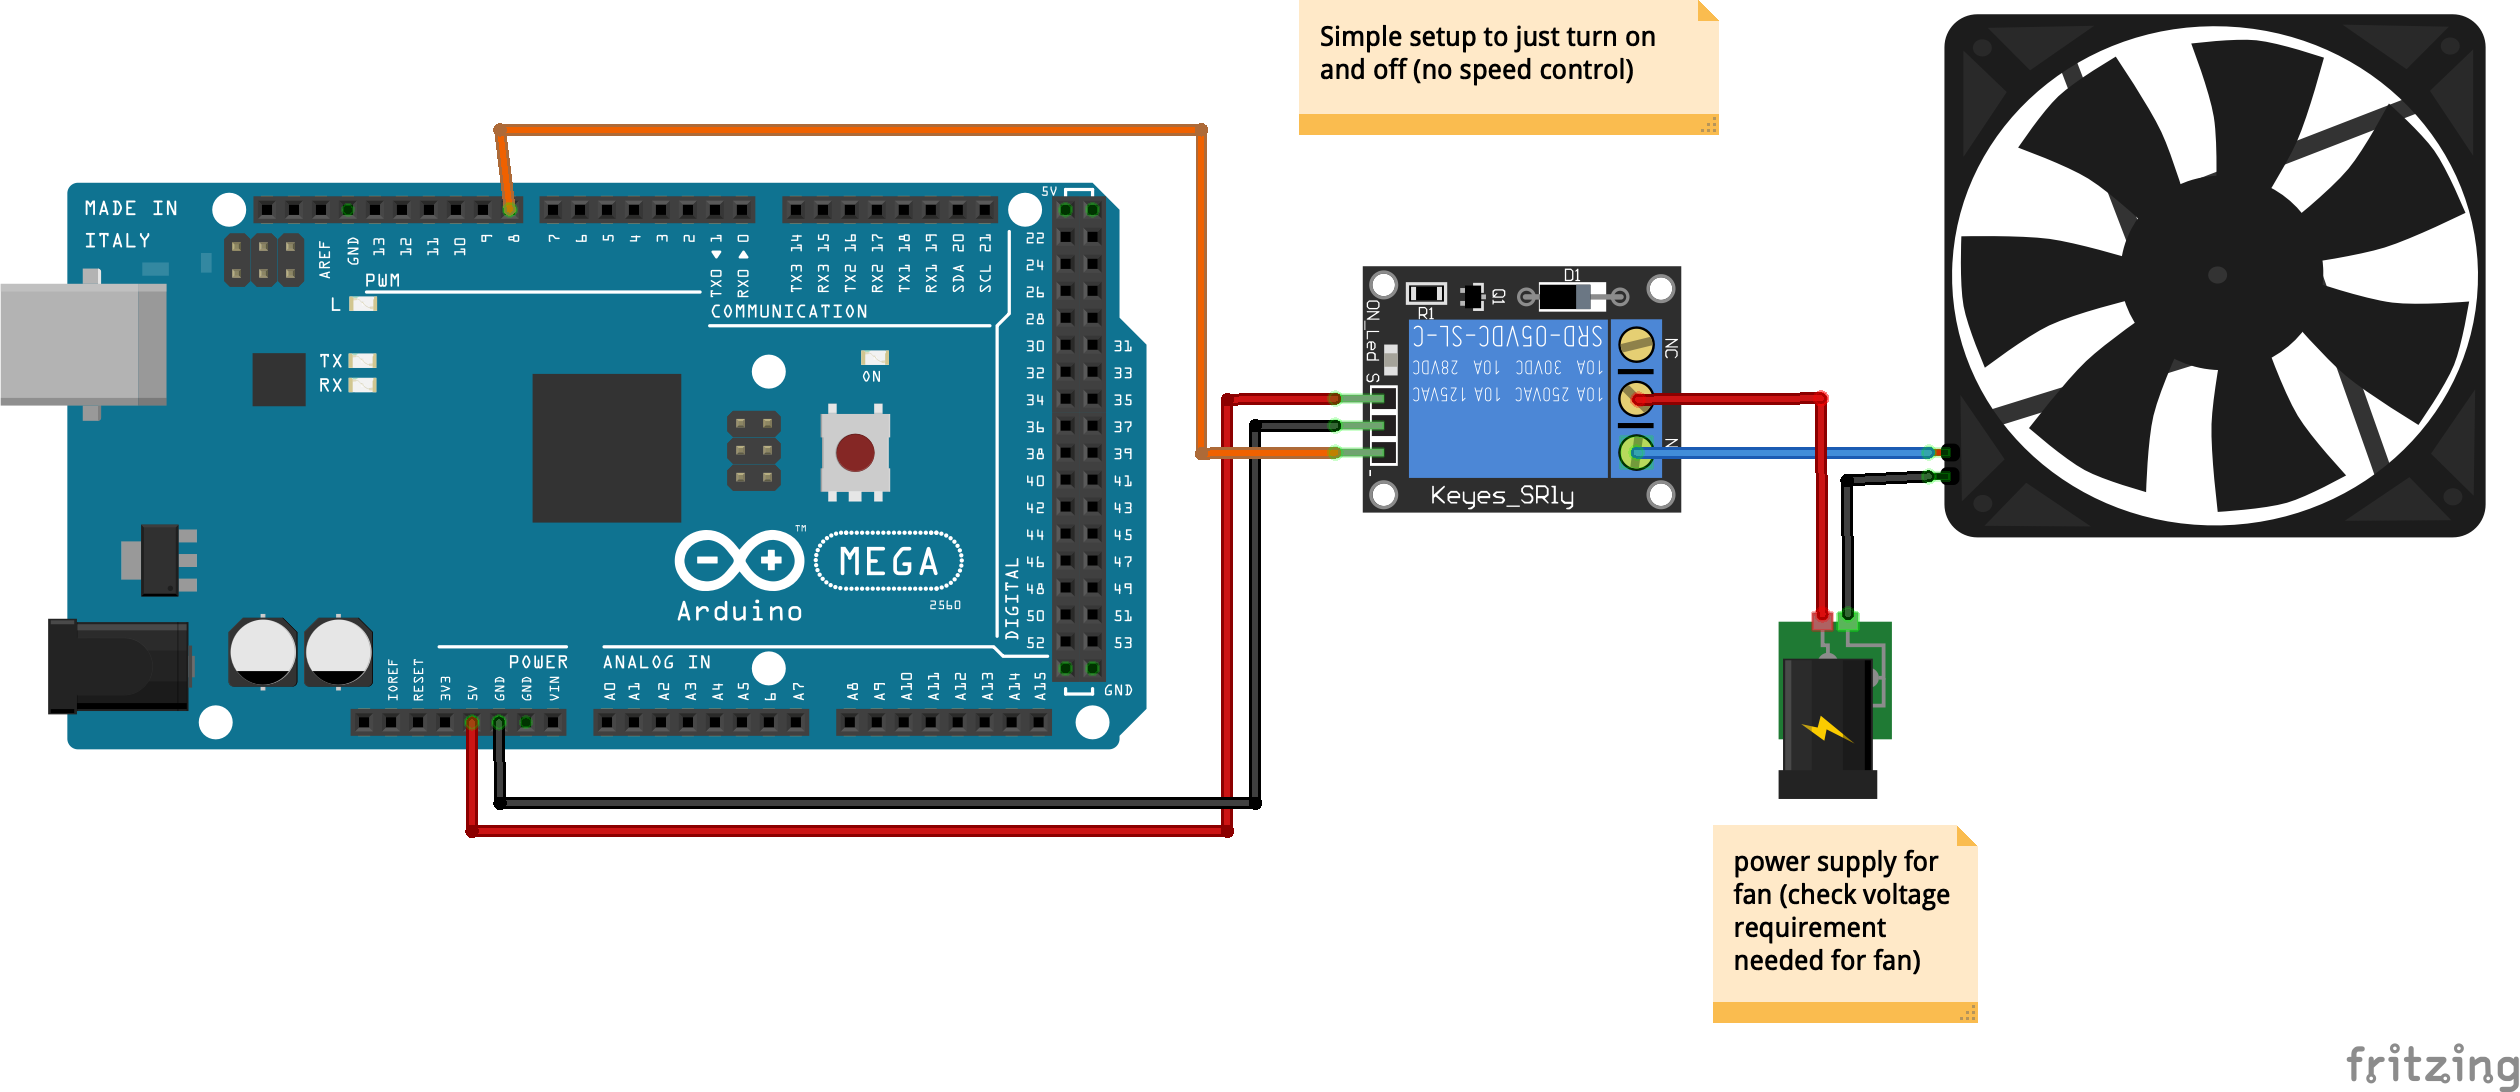 Simple setup to just turn on
and off (no speed control)
MADE IN
ITALY
AREF
GND
13
12
11
10
9
8
7
6
5
4
3
2
TX0 1
RX0 0
TX3 14
RX3 15
TX2 16
RX2 17
TX1 18
RX1 19
SDA 20
SCL 21
5V
PWM
L
COMMUNICATION
TX
RX
ON
22
24
26
28
30 31
32 33
34 35
36 37
38 39
40 41
42 43
44 45
46 47
48 49
50 51
52 53
DIGITAL
GND
MEGA
TM
Arduino
2560
POWER
ANALOG IN
IOREF
RESET
3V3
5V
GND
GND
VIN
A0
A1
A2
A3
A4
A5
6
A7
A8
A9
A10
A11
A12
A13
A14
A15
D1
R1
Q1
ON_Led
S
-
SRD-05VDC-SL-C
10A 30VDC 10A 28VDC
10A 250VAC 10A 125VAC
NC
N
Keyes_SRly
power supply for
fan (check voltage
requirement
needed for fan)
fritzing